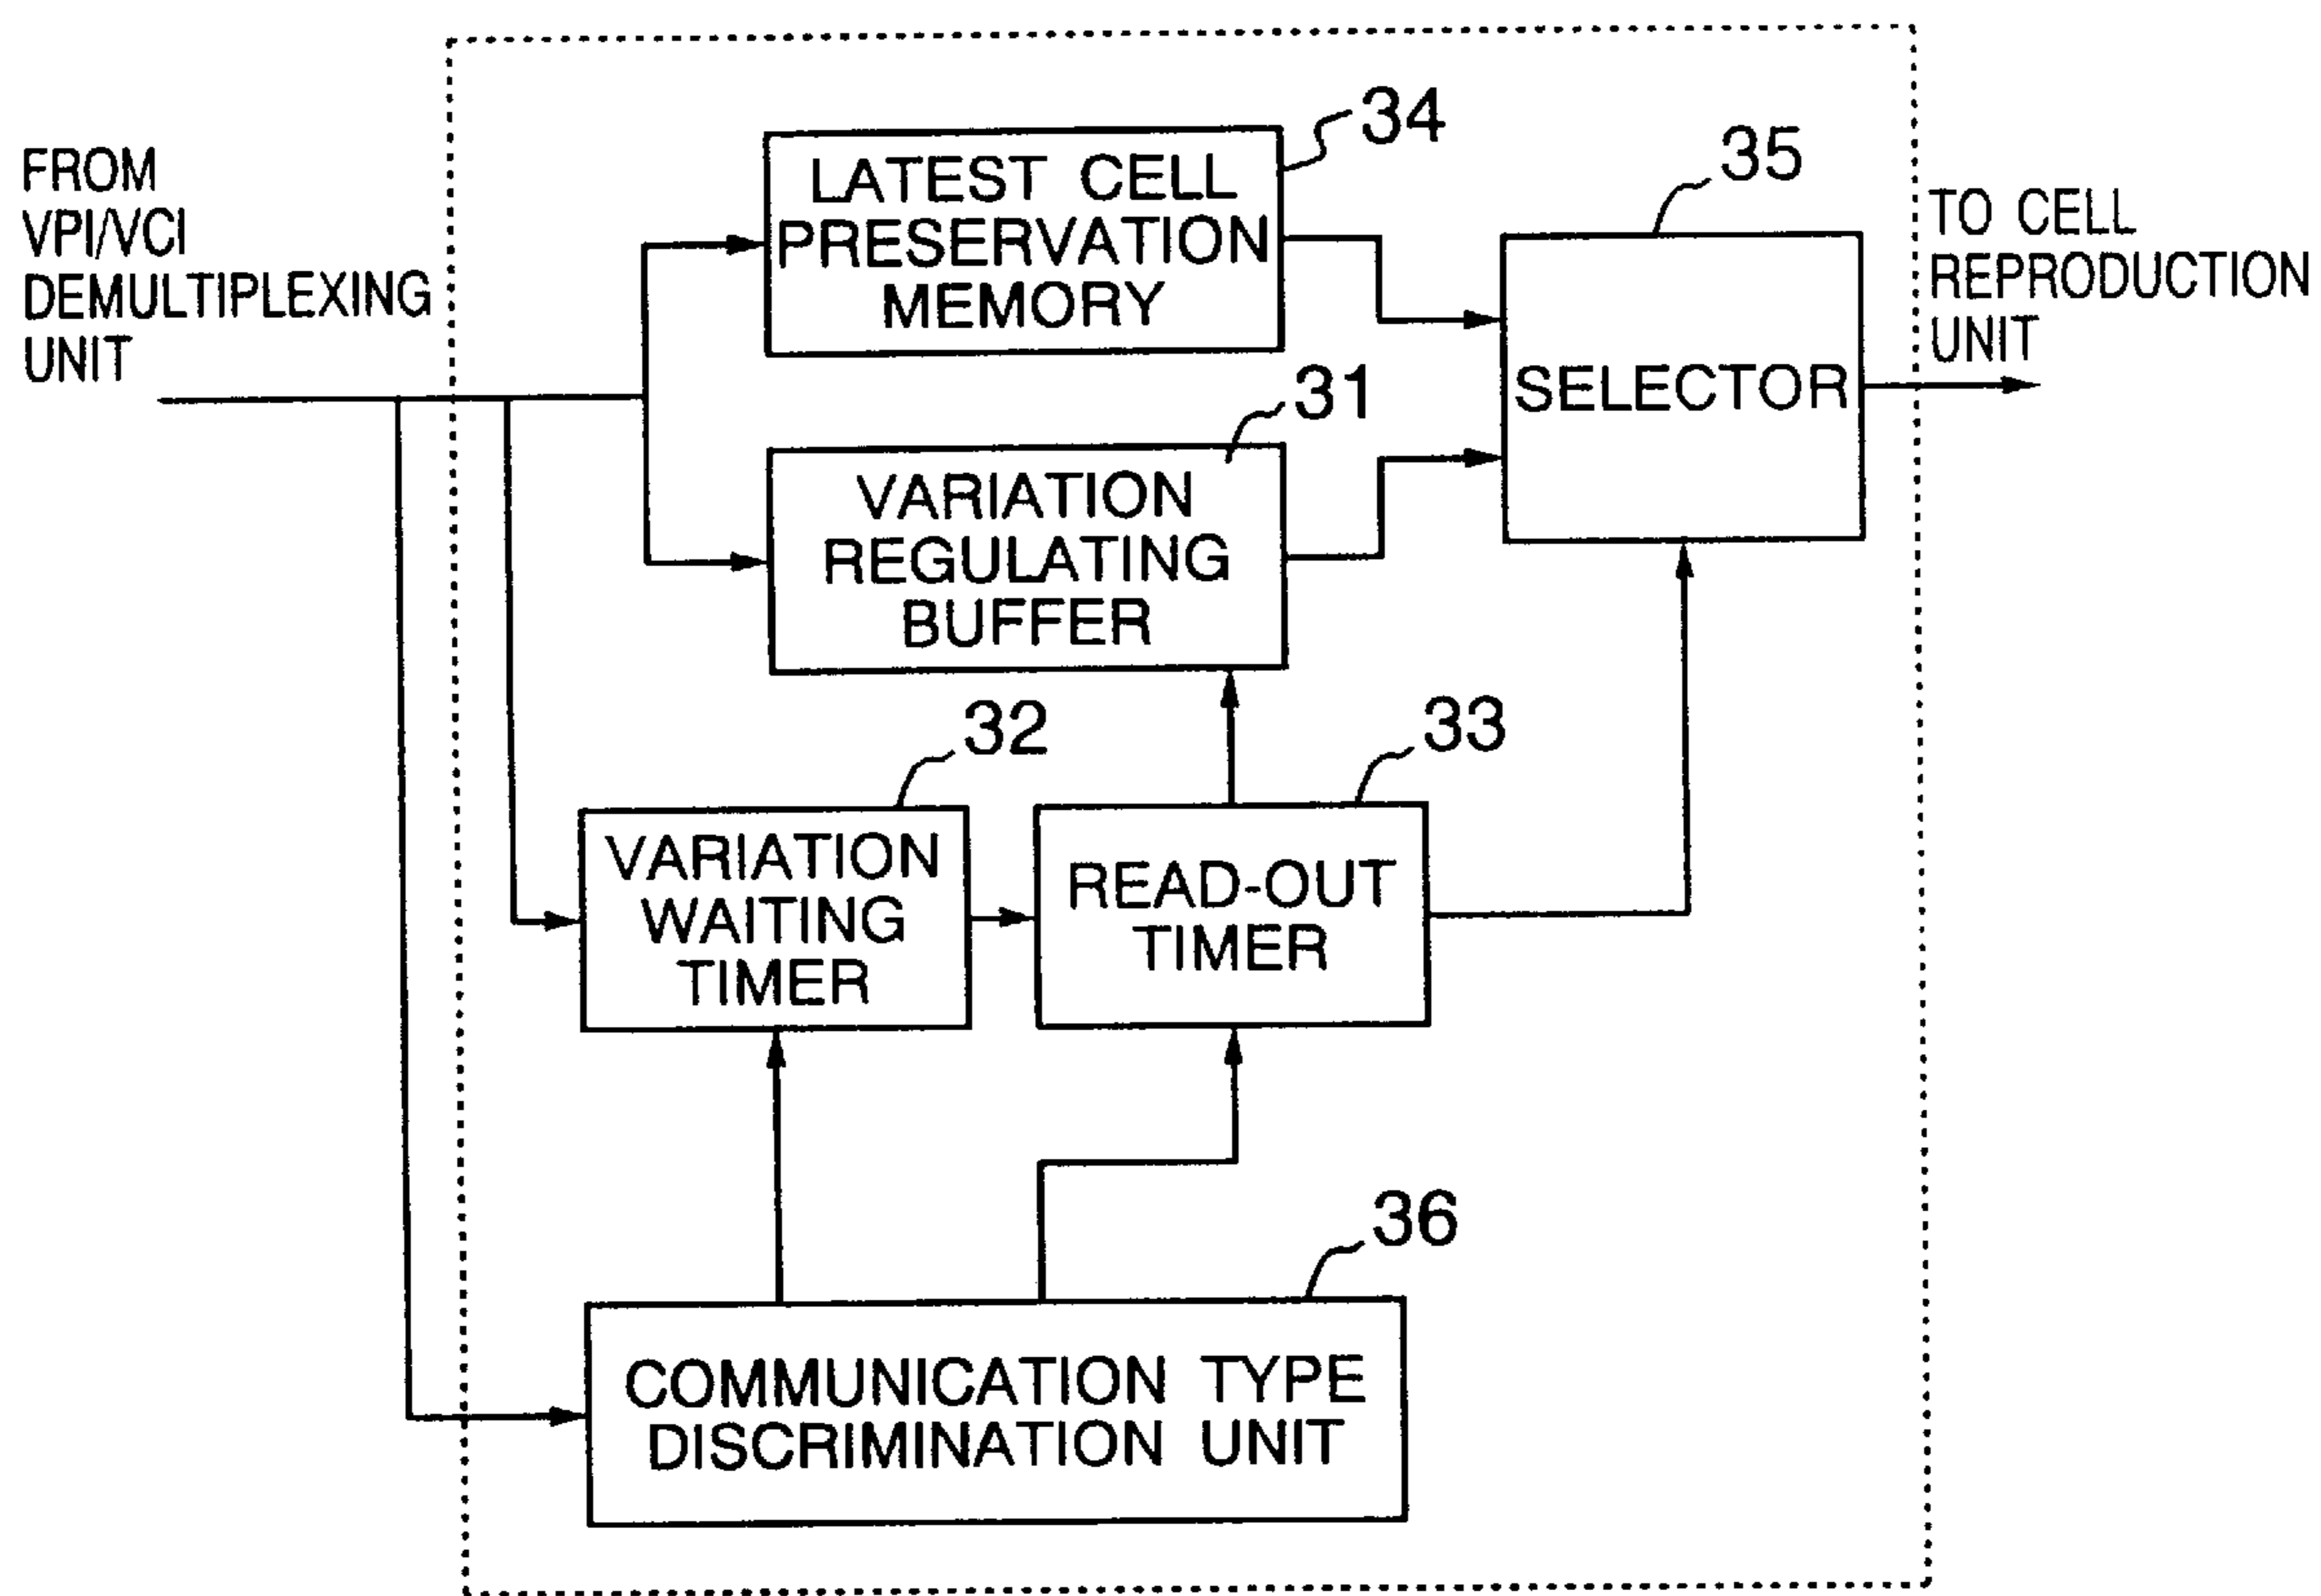 FROM
VPI/VCI
DEMULTIPLEXING
UNIT
34
LATEST CELL
PRESERVATION
MEMORY
35
SELECTOR
TO CELL
REPRODUCTION
UNIT
31
VARIATION
REGULATING
BUFFER
32
VARIATION
WAITING
TIMER
33
READ-OUT
TIMER
36
COMMUNICATION TYPE
DISCRIMINATION UNIT